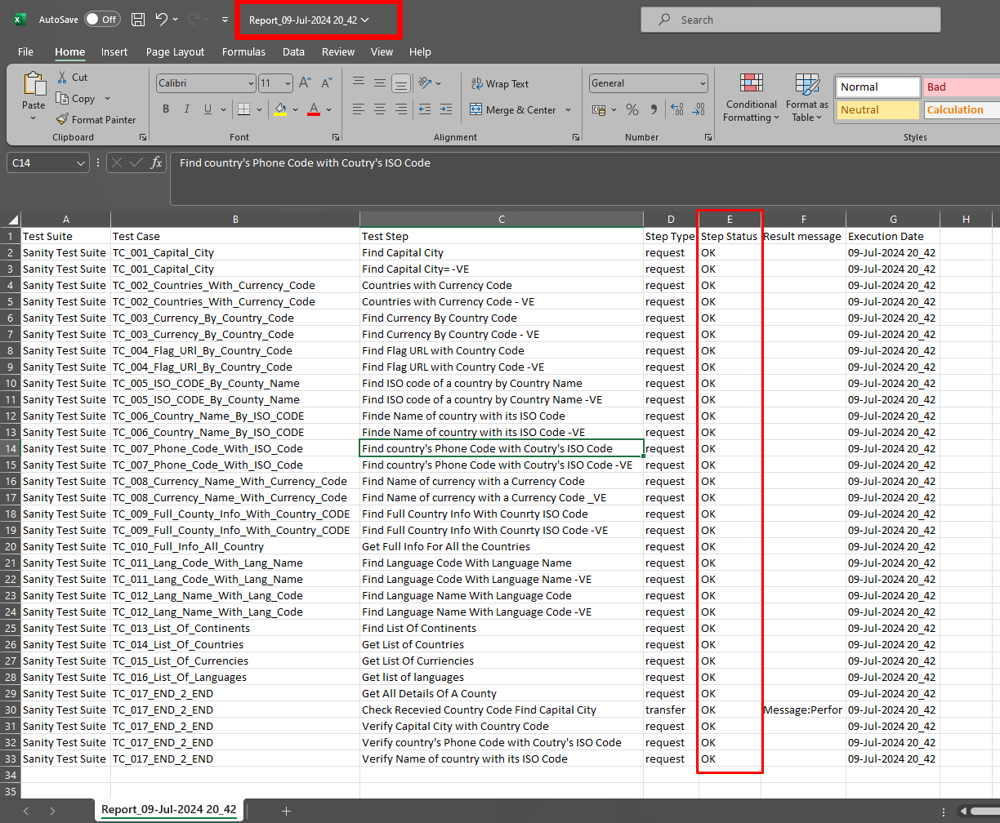 AutoSave Off Report_09-Jul-2024 20_42 Search
File Home Insert Page Layout Formulas Data Review View Help
Paste Cut Copy Format Painter Clipboard
Calibri 11 B I U A Font
Wrap Text Merge & Center Alignment
General % Number
Conditional Formatting Format as Table Normal Bad Neutral Calculation Styles
C14 fx Find country's Phone Code with Coutry's ISO Code
A B C D E F G H
1 Test Suite Test Case Test Step Step Type Step Status Result message Execution Date
2 Sanity Test Suite TC_001_Capital_City Find Capital City request OK 09-Jul-2024 20_42
3 Sanity Test Suite TC_001_Capital_City Find Capital City= -VE request OK 09-Jul-2024 20_42
4 Sanity Test Suite TC_002_Countries_With_Currency_Code Countries with Currency Code request OK 09-Jul-2024 20_42
5 Sanity Test Suite TC_002_Countries_With_Currency_Code Countries with Currency Code - VE request OK 09-Jul-2024 20_42
6 Sanity Test Suite TC_003_Currency_By_Country_Code Find Currency By Country Code request OK 09-Jul-2024 20_42
7 Sanity Test Suite TC_003_Currency_By_Country_Code Find Currency By Country Code - VE request OK 09-Jul-2024 20_42
8 Sanity Test Suite TC_004_Flag_URl_By_Country_Code Find Flag URL with Country Code request OK 09-Jul-2024 20_42
9 Sanity Test Suite TC_004_Flag_URl_By_Country_Code Find Flag URL with Country Code -VE request OK 09-Jul-2024 20_42
10 Sanity Test Suite TC_005_ISO_CODE_By_County_Name Find ISO code of a country by Country Name request OK 09-Jul-2024 20_42
11 Sanity Test Suite TC_005_ISO_CODE_By_County_Name Find ISO code of a country by Country Name -VE request OK 09-Jul-2024 20_42
12 Sanity Test Suite TC_006_Country_Name_By_ISO_CODE Finde Name of country with its ISO Code request OK 09-Jul-2024 20_42
13 Sanity Test Suite TC_006_Country_Name_By_ISO_CODE Finde Name of country with its ISO Code -VE request OK 09-Jul-2024 20_42
14 Sanity Test Suite TC_007_Phone_Code_With_ISO_Code Find country's Phone Code with Coutry's ISO Code request OK 09-Jul-2024 20_42
15 Sanity Test Suite TC_007_Phone_Code_With_ISO_Code Find country's Phone Code with Coutry's ISO Code -VE request OK 09-Jul-2024 20_42
16 Sanity Test Suite TC_008_Currency_Name_With_Currency_Code Find Name of currency with a Currency Code request OK 09-Jul-2024 20_42
17 Sanity Test Suite TC_008_Currency_Name_With_Currency_Code Find Name of currency with a Currency Code _VE request OK 09-Jul-2024 20_42
18 Sanity Test Suite TC_009_Full_County_Info_With_Country_CODE Find Full Country Info With Counrty ISO Code request OK 09-Jul-2024 20_42
19 Sanity Test Suite TC_009_Full_County_Info_With_Country_CODE Find Full Country Info With Counrty ISO Code -VE request OK 09-Jul-2024 20_42
20 Sanity Test Suite TC_010_Full_Info_All_Country Get Full Info For All the Countries request OK 09-Jul-2024 20_42
21 Sanity Test Suite TC_011_Lang_Code_With_Lang_Name Find Language Code With Language Name request OK 09-Jul-2024 20_42
22 Sanity Test Suite TC_011_Lang_Code_With_Lang_Name Find Language Code With Language Name -VE request OK 09-Jul-2024 20_42
23 Sanity Test Suite TC_012_Lang_Name_With_Lang_Code Find Language Name With Language Code request OK 09-Jul-2024 20_42
24 Sanity Test Suite TC_012_Lang_Name_With_Lang_Code Find Language Name With Language Code -VE request OK 09-Jul-2024 20_42
25 Sanity Test Suite TC_013_List_Of_Continents Find List Of Continents request OK 09-Jul-2024 20_42
26 Sanity Test Suite TC_014_List_Of_Countries Get List of Countries request OK 09-Jul-2024 20_42
27 Sanity Test Suite TC_015_List_Of_Currencies Get List Of Curriencies request OK 09-Jul-2024 20_42
28 Sanity Test Suite TC_016_List_Of_Languages Get list of languages request OK 09-Jul-2024 20_42
29 Sanity Test Suite TC_017_END_2_END Get All Details Of A County request OK 09-Jul-2024 20_42
30 Sanity Test Suite TC_017_END_2_END Check Recevied Country Code Find Capital City transfer OK Message:Perfor 09-Jul-2024 20_42
31 Sanity Test Suite TC_017_END_2_END Verify Capital City with Country Code request OK 09-Jul-2024 20_42
32 Sanity Test Suite TC_017_END_2_END Verify country's Phone Code with Coutry's ISO Code request OK 09-Jul-2024 20_42
33 Sanity Test Suite TC_017_END_2_END Verify Name of country with its ISO Code request OK 09-Jul-2024 20_42
34
35
Report_09-Jul-2024 20_42